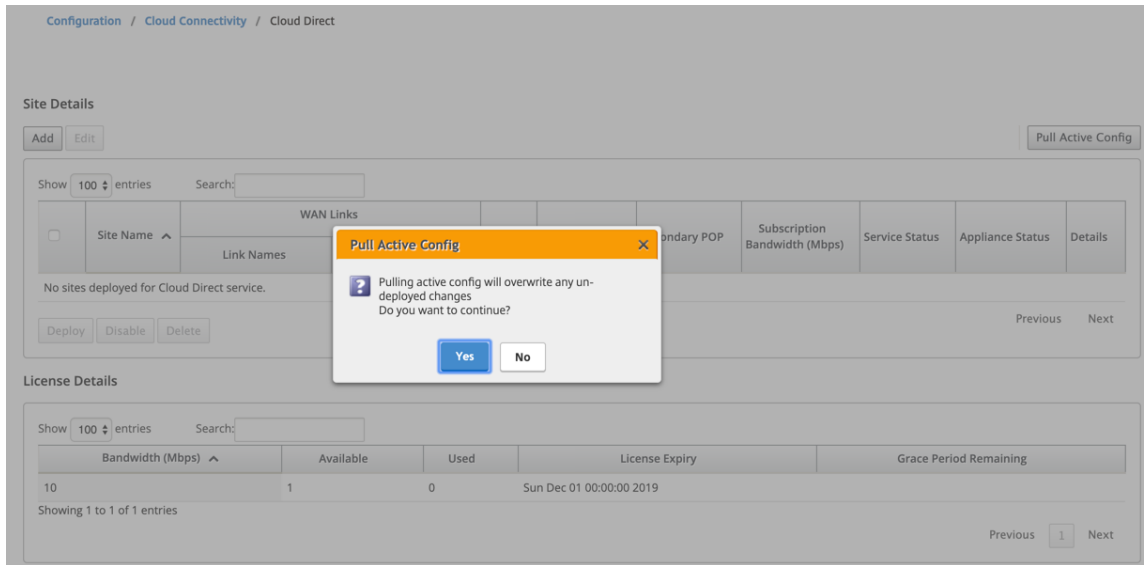 Configuration / Cloud Connectivity / Cloud Direct
Site Details
Add Edit Pull Active Config
Show 100 entries Search:
WAN Links
Site Name Link Names ondary POP Subscription Bandwidth (Mbps) Service Status Appliance Status Details
No sites deployed for Cloud Direct service.
Previous Next
Deploy Disable Delete
Pull Active Config
Pulling active config will overwrite any un-
deployed changes
Do you want to continue?
Yes No
License Details
Show 100 entries Search:
Bandwidth (Mbps) Available Used License Expiry Grace Period Remaining
10 1 0 Sun Dec 01 00:00:00 2019
Showing 1 to 1 of 1 entries
Previous 1 Next